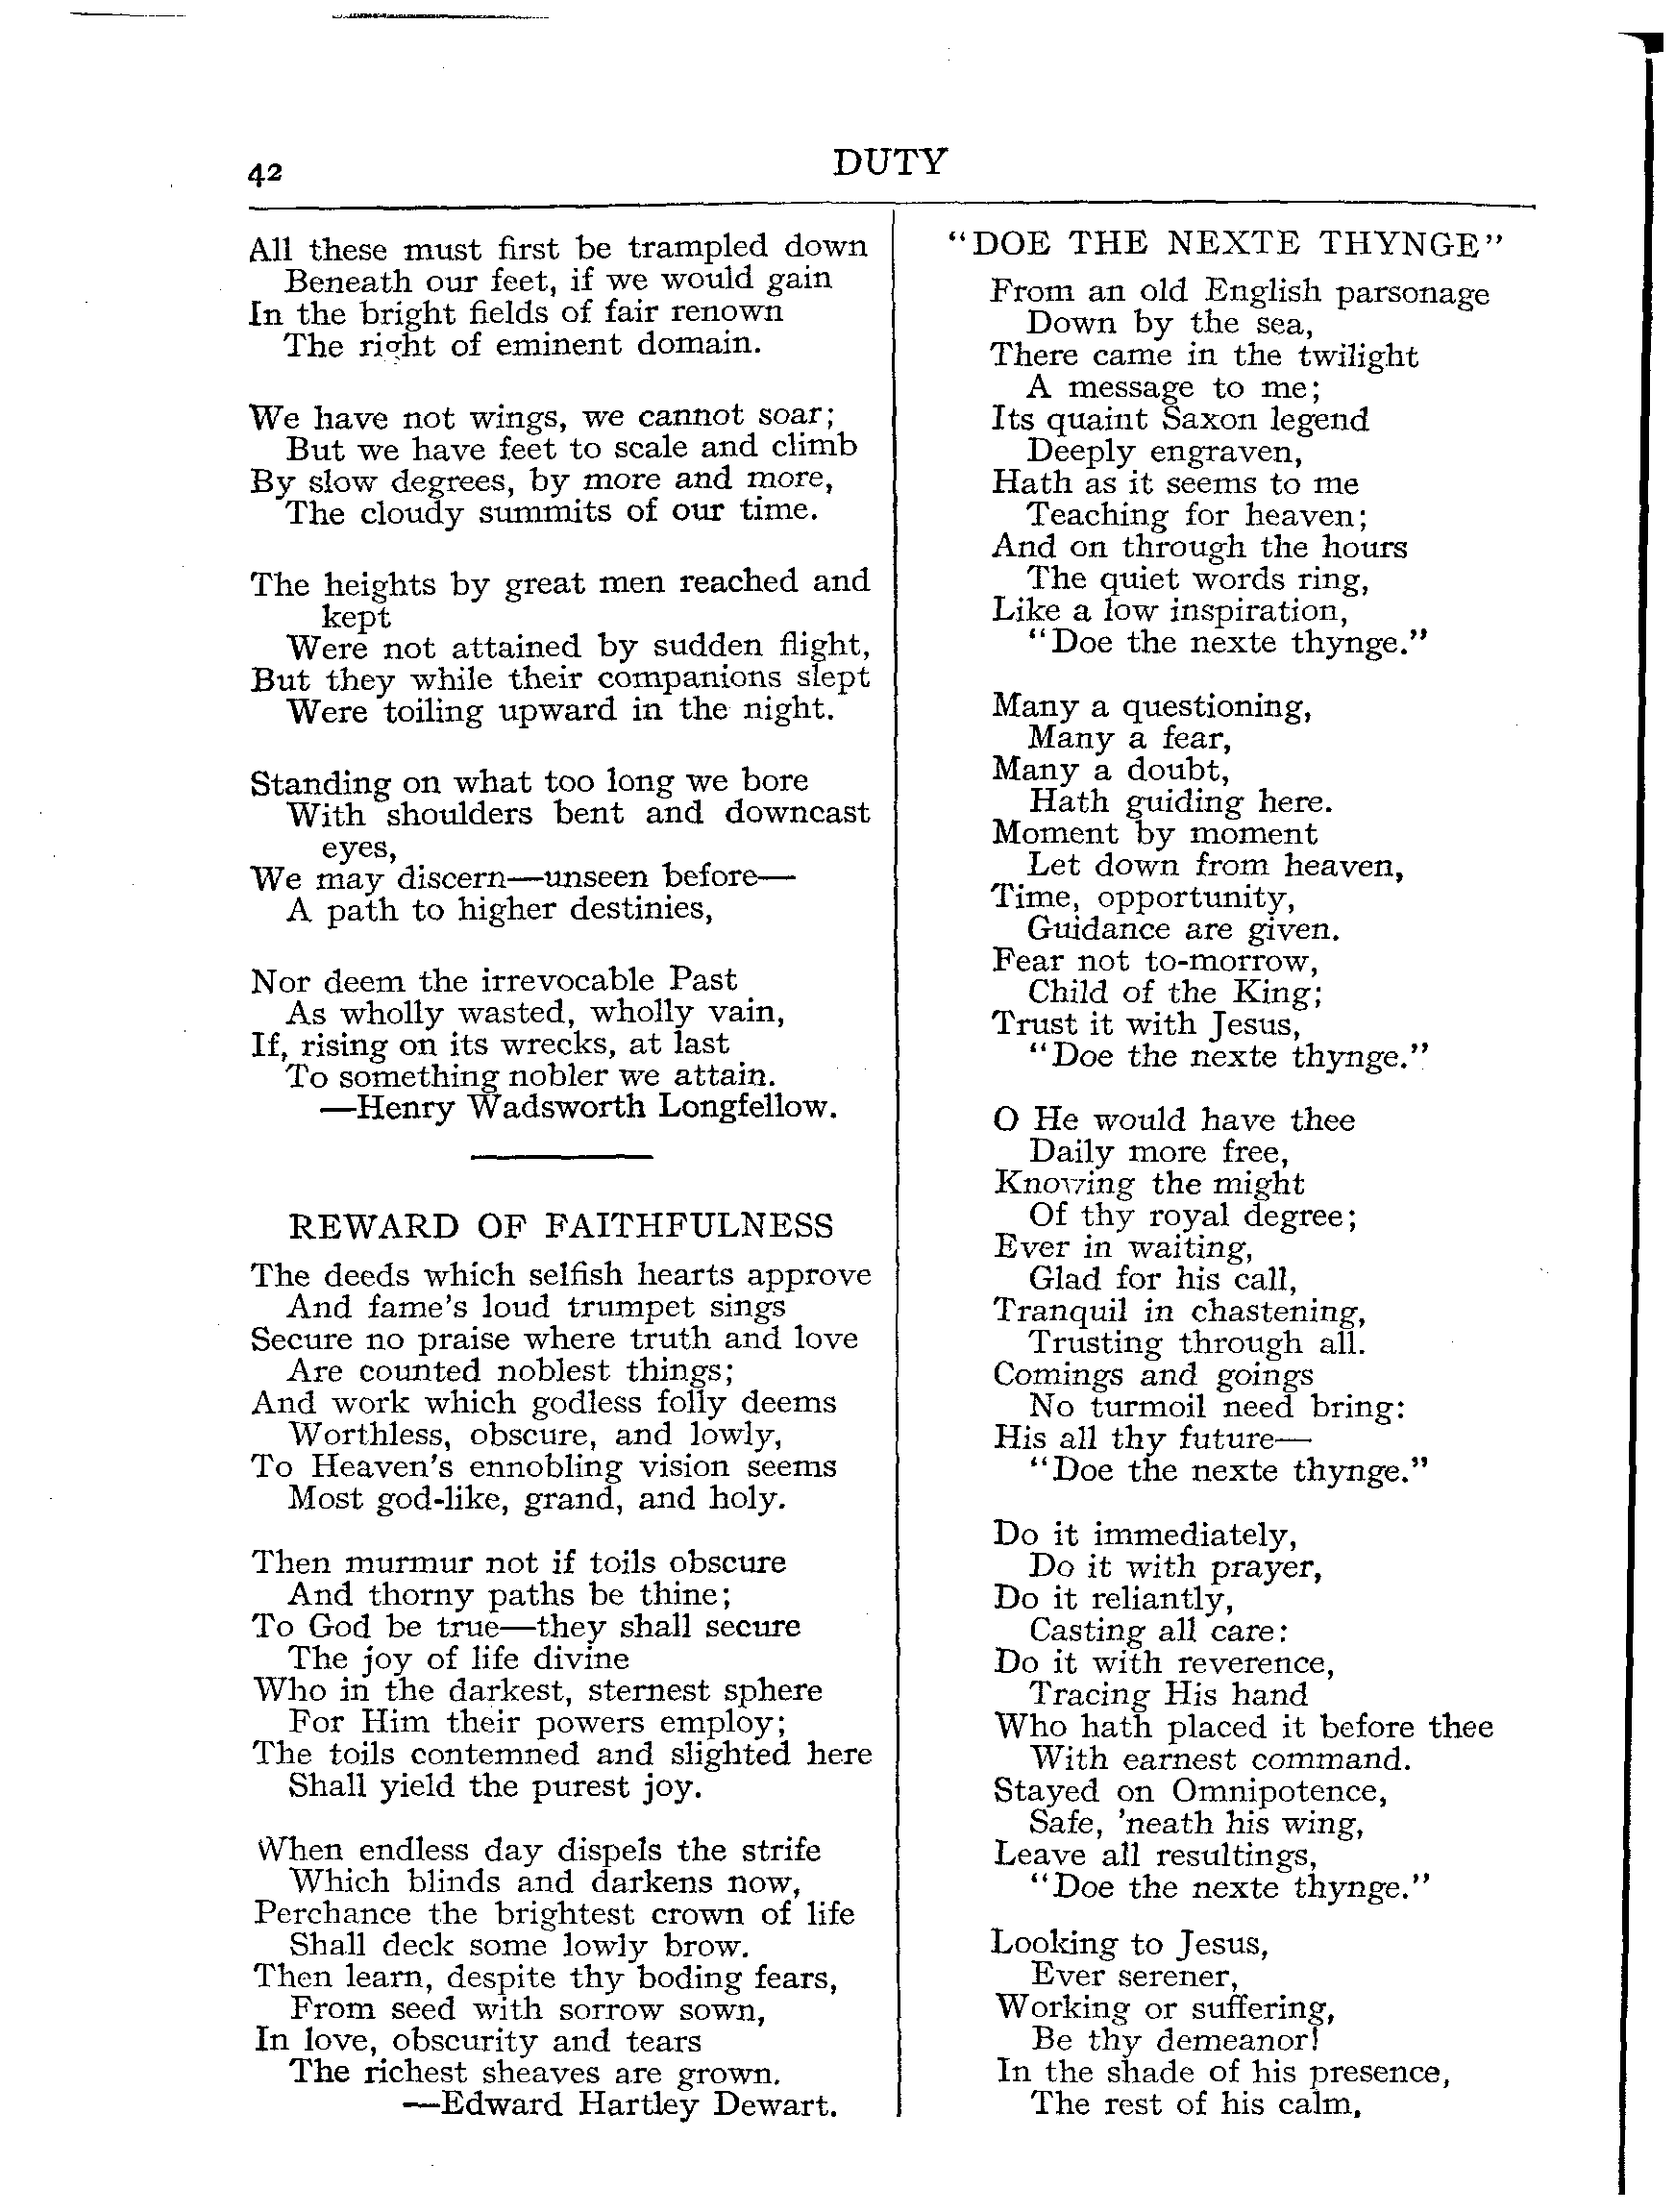 42
DUTY
All these must first be trampled down
Beneath our feet, if we would gain
In the bright fields of fair renown
The right of eminent domain.
We have not wings, we cannot soar;
But we have feet to scale and climb
By slow degrees, by more and more,
The cloudy summits of our time.
The heights by great men reached and
kept
Were not attained by sudden flight,
But they while their companions slept
Were toiling upward in the night.
Standing on what too long we bore
With shoulders bent and downcast
eyes,
We may discern—unseen before—
A path to higher destinies,
Nor deem the irrevocable Past
As wholly wasted, wholly vain,
If, rising on its wrecks, at last
To something nobler we attain.
—Henry Wadsworth Longfellow.
REWARD OF FAITHFULNESS
The deeds which selfish hearts approve
And fame's loud trumpet sings
Secure no praise where truth and love
Are counted noblest things;
And work which godless folly deems
Worthless, obscure, and lowly,
To Heaven's ennobling vision seems
Most god-like, grand, and holy.
Then murmur not if toils obscure
And thorny paths be thine;
To God be true—they shall secure
The joy of life divine
Who in the darkest, sternest sphere
For Him their powers employ;
The toils contemned and slighted here
Shall yield the purest joy.
When endless day dispels the strife
Which blinds and darkens now,
Perchance the brightest crown of life
Shall deck some lowly brow.
Then learn, despite thy boding fears,
From seed with sorrow sown,
In love, obscurity and tears
The richest sheaves are grown.
—Edward Hartley Dewart.
"DOE THE NEXTE THYNGE"
From an old English parsonage
Down by the sea,
There came in the twilight
A message to me;
Its quaint Saxon legend
Deeply engraven,
Hath as it seems to me
Teaching for heaven;
And on through the hours
The quiet words ring,
Like a low inspiration,
"Doe the nexte thynge."
Many a questioning,
Many a fear,
Many a doubt,
Hath guiding here.
Moment by moment
Let down from heaven,
Time, opportunity,
Guidance are given.
Fear not to-morrow,
Child of the King;
Trust it with Jesus,
"Doe the nexte thynge."
O He would have thee
Daily more free,
Knowing the might
Of thy royal degree;
Ever in waiting,
Glad for his call,
Tranquil in chastening,
Trusting through all.
Comings and goings
No turmoil need bring:
His all thy future—
"Doe the nexte thynge."
Do it immediately,
Do it with prayer,
Do it reliantly,
Casting all care:
Do it with reverence,
Tracing His hand
Who hath placed it before thee
With earnest command.
Stayed on Omnipotence,
Safe, 'neath his wing,
Leave all resultings,
"Doe the nexte thynge."
Looking to Jesus,
Ever serener,
Working or suffering,
Be thy demeanor!
In the shade of his presence,
The rest of his calm,